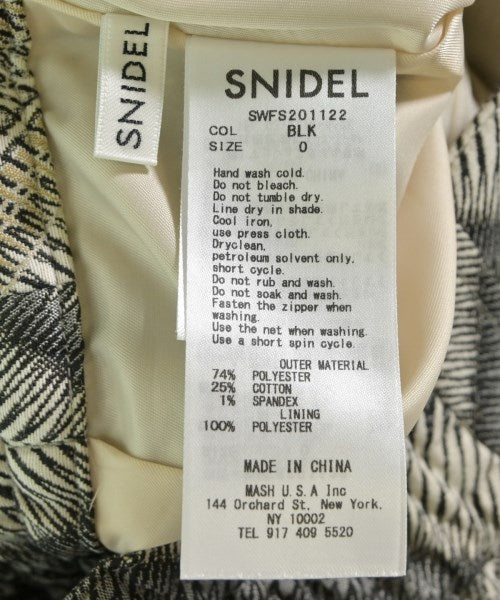 SNIDEL
SNIDEL
SWFS201122
COL BLK
SIZE 0
Hand wash cold.
Do not bleach.
Do not tumble dry.
Line dry in shade.
Cool iron,
use press cloth.
Dryclean,
petroleum solvent only,
short cycle.
Do not rub and wash.
Do not soak and wash.
Fasten the zipper when
washing.
Use the net when washing.
Use a short spin cycle.
OUTER MATERIAL
74% POLYESTER
25% COTTON
1% SPANDEX
LINING
100% POLYESTER
MADE IN CHINA
MASH U.S.A Inc
144 Orchard St, New York,
NY 10002
TEL 917 409 5520